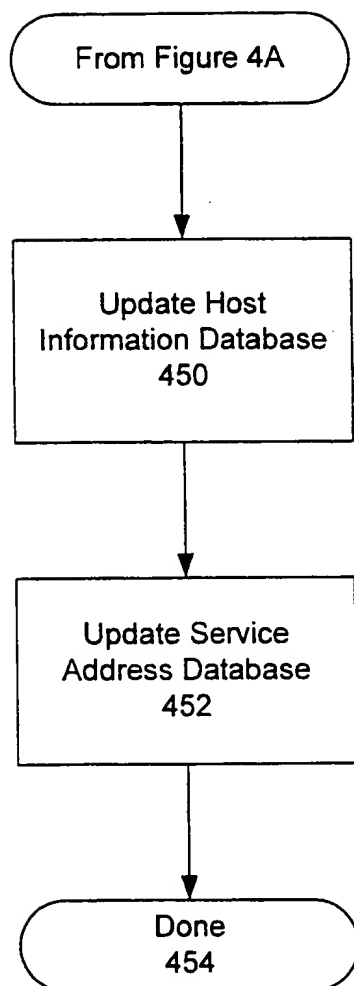 From Figure 4A
Update Host
Information Database
450
Update Service
Address Database
452
Done
454